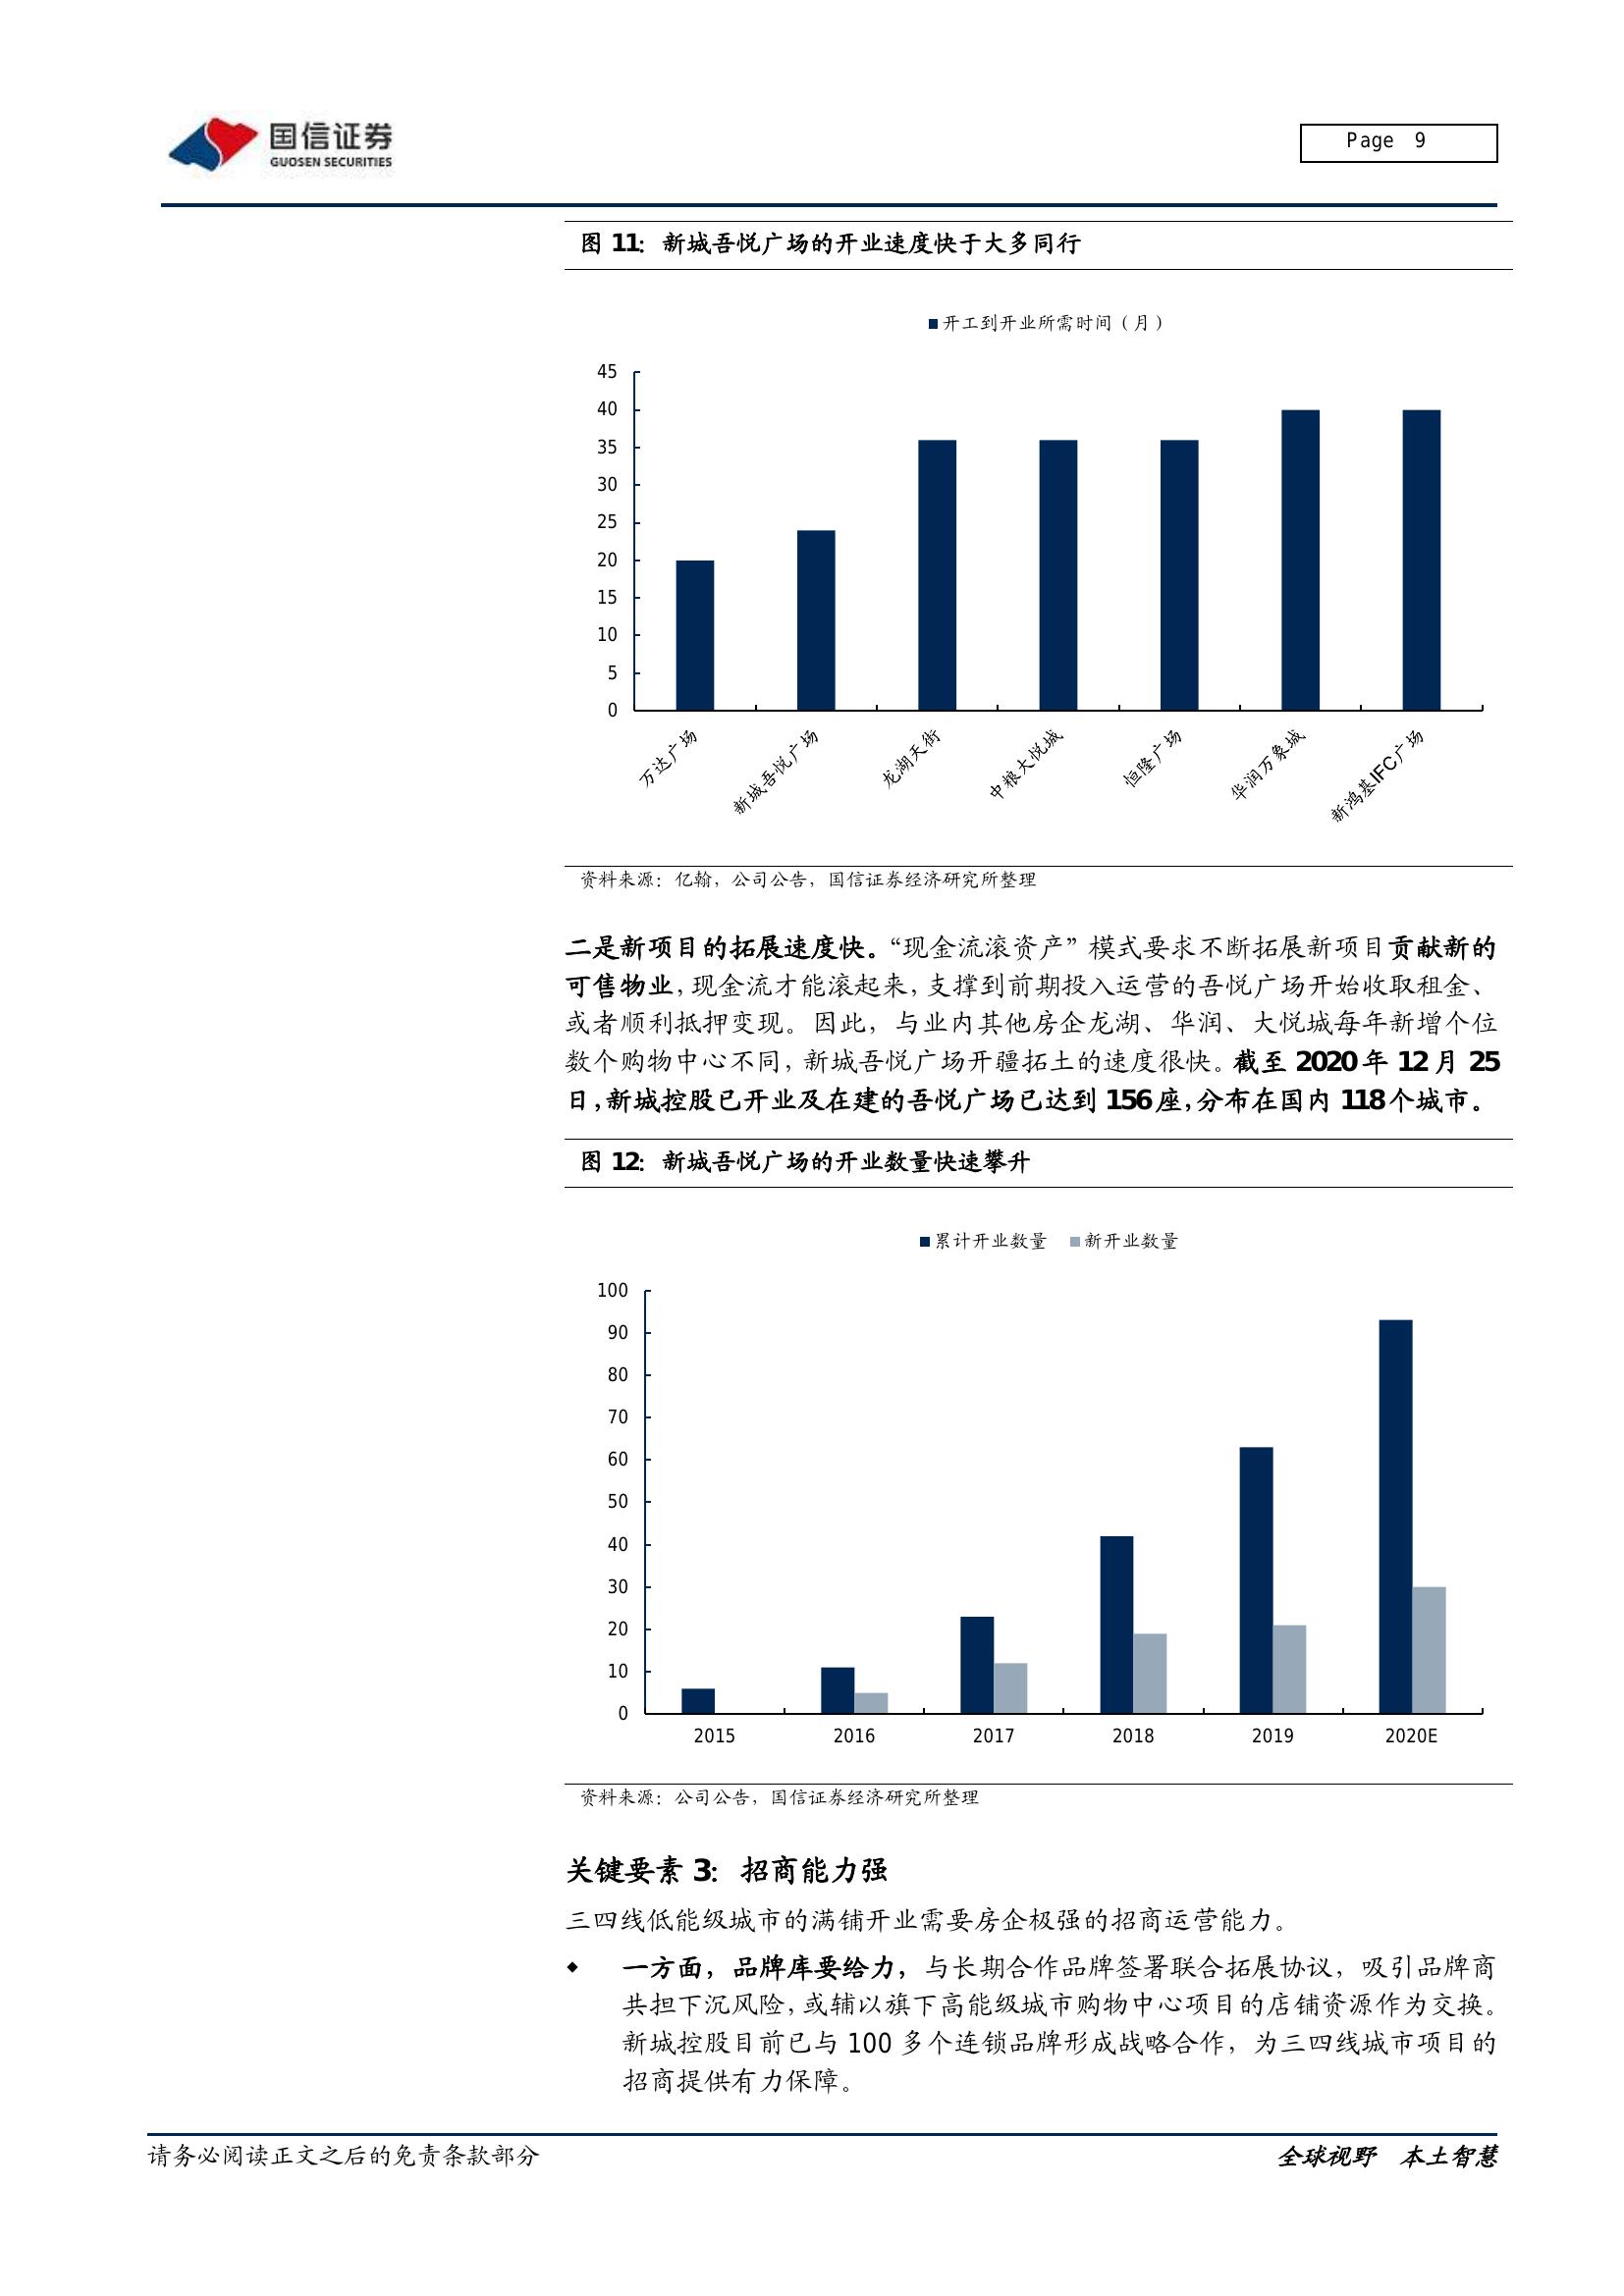 国信证券
GUOSEN SECURITIES
Page 9
图 11：新城吾悦广场的开业速度快于大多同行
开工到开业所需时间（月）
45
40
35
30
25
20
15
10
5
0
万达广场
新城吾悦广场
龙湖天街
中粮大悦城
恒隆广场
华润万象城
新鸿基IFC广场
资料来源：亿翰，公司公告，国信证券经济研究所整理
二是新项目的拓展速度快。“现金流滚资产”模式要求不断拓展新项目贡献新的
可售物业，现金流才能滚起来，支撑到前期投入运营的吾悦广场开始收取租金、
或者顺利抵押变现。因此，与业内其他房企龙湖、华润、大悦城每年新增个位
数个购物中心不同，新城吾悦广场开疆拓土的速度很快。截至 2020 年 12 月 25
日，新城控股已开业及在建的吾悦广场已达到 156 座，分布在国内 118 个城市。
图 12：新城吾悦广场的开业数量快速攀升
累计开业数量 新开业数量
100
90
80
70
60
50
40
30
20
10
0
2015 2016 2017 2018 2019 2020E
资料来源：公司公告，国信证券经济研究所整理
关键要素 3：招商能力强
三四线低能级城市的满铺开业需要房企极强的招商运营能力。
◆ 一方面，品牌库要给力，与长期合作品牌签署联合拓展协议，吸引品牌商
共担下沉风险，或辅以旗下高能级城市购物中心项目的店铺资源作为交换。
新城控股目前已与 100 多个连锁品牌形成战略合作，为三四线城市项目的
招商提供有力保障。
请务必阅读正文之后的免责条款部分
全球视野 本土智慧